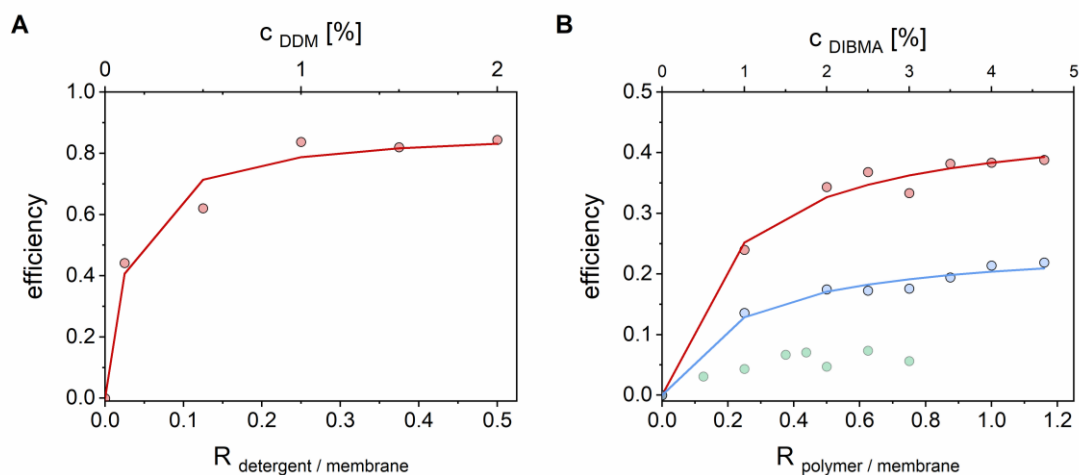 A
c DDM [%]
0 1 2
1.0
0.8
0.6
0.4
0.2
0.0
efficiency
0.0 0.1 0.2 0.3 0.4 0.5
R detergent / membrane
B
c DIBMA [%]
0 1 2 3 4 5
0.5
0.4
0.3
0.2
0.1
0.0
efficiency
0.0 0.2 0.4 0.6 0.8 1.0 1.2
R polymer / membrane